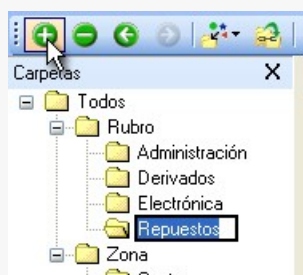 Carpetas
Todos
Rubro
Administración
Derivados
Electrónica
Repuestos
Zona